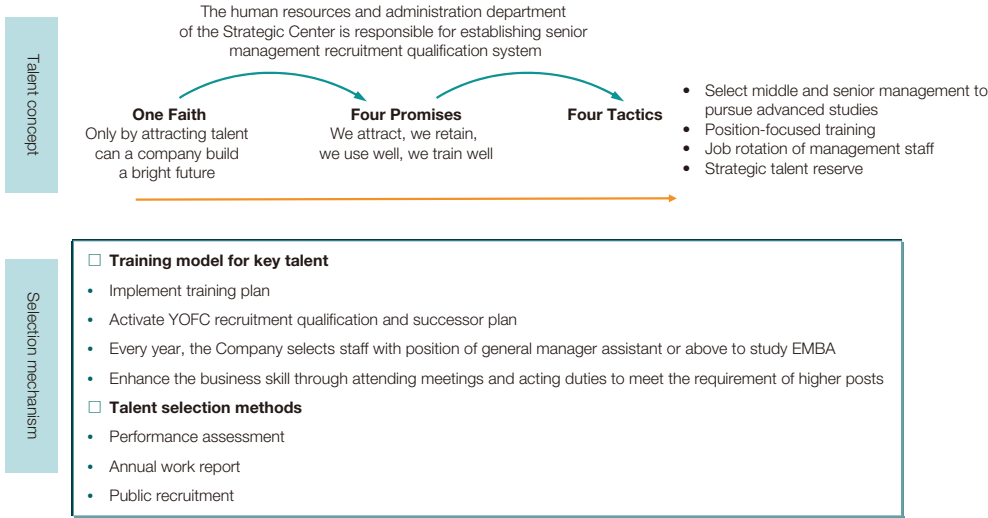 Talent concept
The human resources and administration department
of the Strategic Center is responsible for establishing senior
management recruitment qualification system
One Faith
Only by attracting talent
can a company build
a bright future
Four Promises
We attract, we retain,
we use well, we train well
Four Tactics
• Select middle and senior management to
pursue advanced studies
• Position-focused training
• Job rotation of management staff
• Strategic talent reserve
Selection mechanism
□ Training model for key talent
• Implement training plan
• Activate YOFC recruitment qualification and successor plan
• Every year, the Company selects staff with position of general manager assistant or above to study EMBA
• Enhance the business skill through attending meetings and acting duties to meet the requirement of higher posts
□ Talent selection methods
• Performance assessment
• Annual work report
• Public recruitment